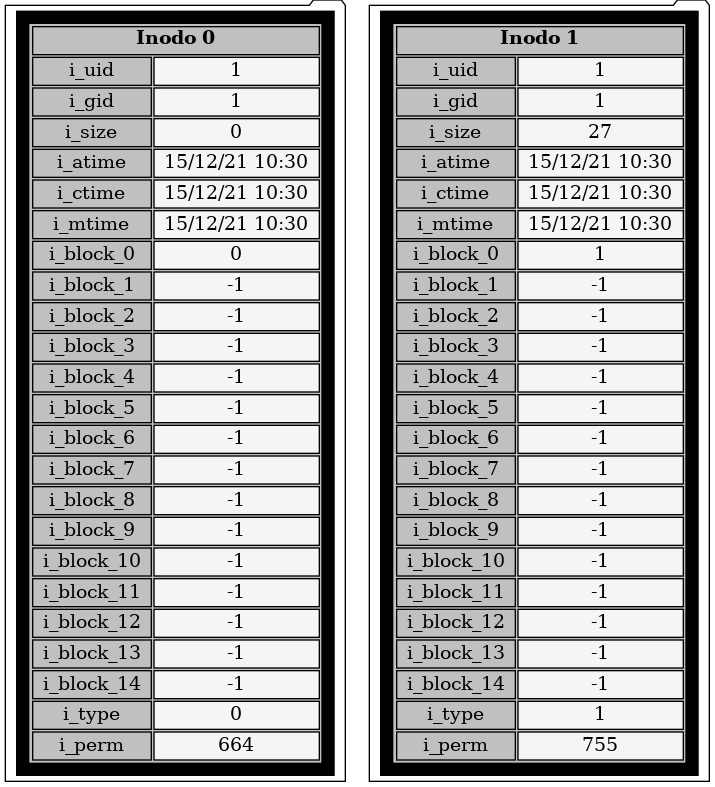 Inodo 0
i_uid 1
i_gid 1
i_size 0
i_atime 15/12/21 10:30
i_ctime 15/12/21 10:30
i_mtime 15/12/21 10:30
i_block_0 0
i_block_1 -1
i_block_2 -1
i_block_3 -1
i_block_4 -1
i_block_5 -1
i_block_6 -1
i_block_7 -1
i_block_8 -1
i_block_9 -1
i_block_10 -1
i_block_11 -1
i_block_12 -1
i_block_13 -1
i_block_14 -1
i_type 0
i_perm 664
Inodo 1
i_uid 1
i_gid 1
i_size 27
i_atime 15/12/21 10:30
i_ctime 15/12/21 10:30
i_mtime 15/12/21 10:30
i_block_0 1
i_block_1 -1
i_block_2 -1
i_block_3 -1
i_block_4 -1
i_block_5 -1
i_block_6 -1
i_block_7 -1
i_block_8 -1
i_block_9 -1
i_block_10 -1
i_block_11 -1
i_block_12 -1
i_block_13 -1
i_block_14 -1
i_type 1
i_perm 755